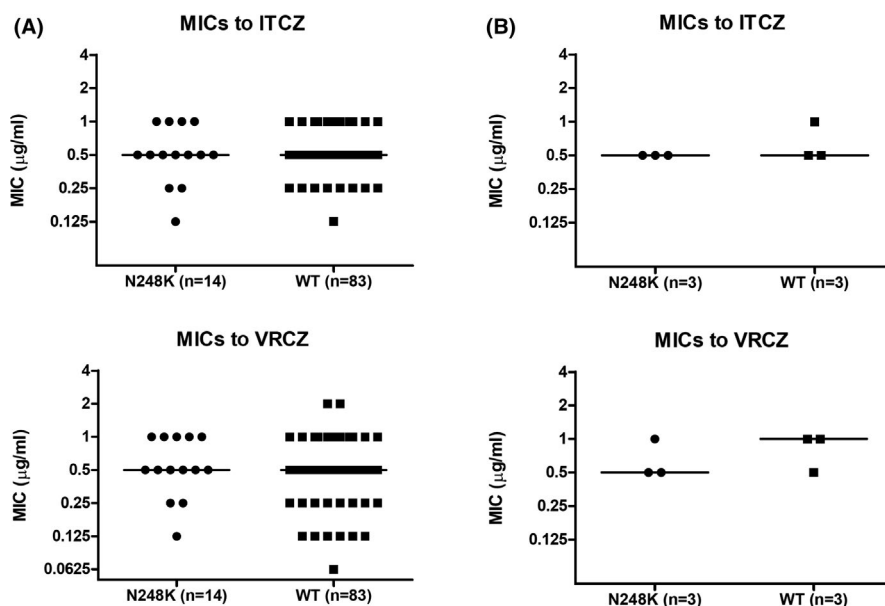 (A)
MICs to ITCZ
4
2
1
0.5
0.25
0.125
MIC (µg/ml)
N248K (n=14) WT (n=83)
(B)
MICs to ITCZ
4
2
1
0.5
0.25
0.125
MIC (µg/ml)
N248K (n=3) WT (n=3)
MICs to VRCZ
4
2
1
0.5
0.25
0.125
0.0625
MIC (µg/ml)
N248K (n=14) WT (n=83)
MICs to VRCZ
4
2
1
0.5
0.25
0.125
MIC (µg/ml)
N248K (n=3) WT (n=3)